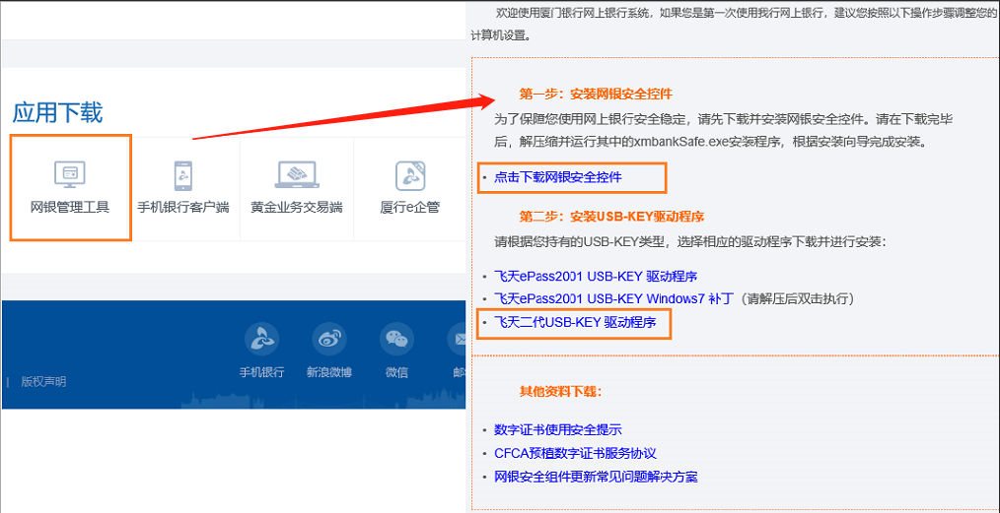 应用下载
网银管理工具
手机银行客户端
黄金业务交易端
厦行e企管
手机银行
新浪微博
微信
邮
| 版权声明
欢迎使用厦门银行网上银行系统，如果您是第一次使用我行网上银行，建议您按照以下操作步骤调整您的
计算机设置。
第一步：安装网银安全控件
为了保障您使用网上银行安全稳定，请先下载并安装网银安全控件。请在下载完毕
后，解压缩并运行其中的xmbankSafe.exe安装程序，根据安装向导完成安装。
• 点击下载网银安全控件
第二步：安装USB-KEY驱动程序
请根据您持有的USB-KEY类型，选择相应的驱动程序下载并进行安装：
• 飞天ePass2001 USB-KEY 驱动程序
• 飞天ePass2001 USB-KEY Windows7 补丁（请解压后双击执行）
• 飞天二代USB-KEY 驱动程序
其他资料下载：
• 数字证书使用安全提示
• CFCA预植数字证书服务协议
• 网银安全组件更新常见问题解决方案